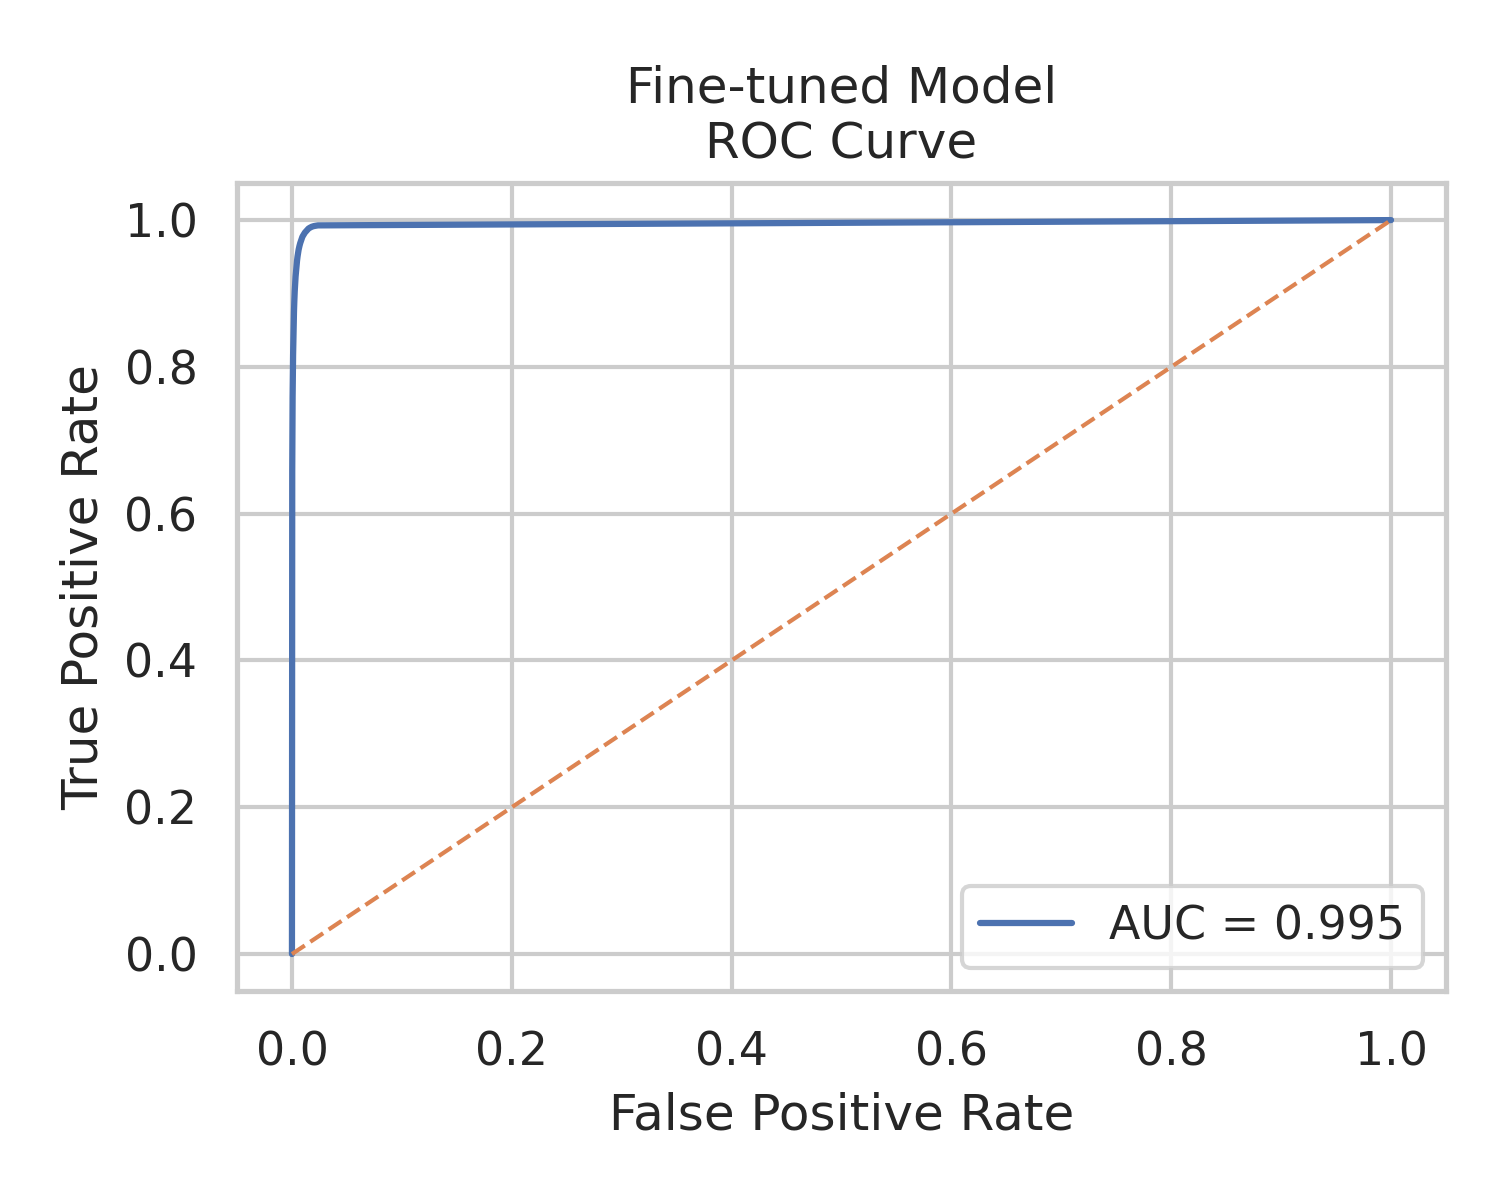 Fine-tuned Model
ROC Curve
1.0
0.8
0.6
0.4
0.2
0.0
True Positive Rate
AUC = 0.995
0.0 0.2 0.4 0.6 0.8 1.0
False Positive Rate